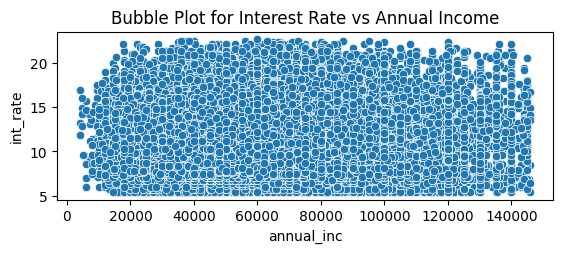 Bubble Plot for Interest Rate vs Annual Income
int_rate
20
15
10
5
0 20000 40000 60000 80000 100000 120000 140000
annual_inc